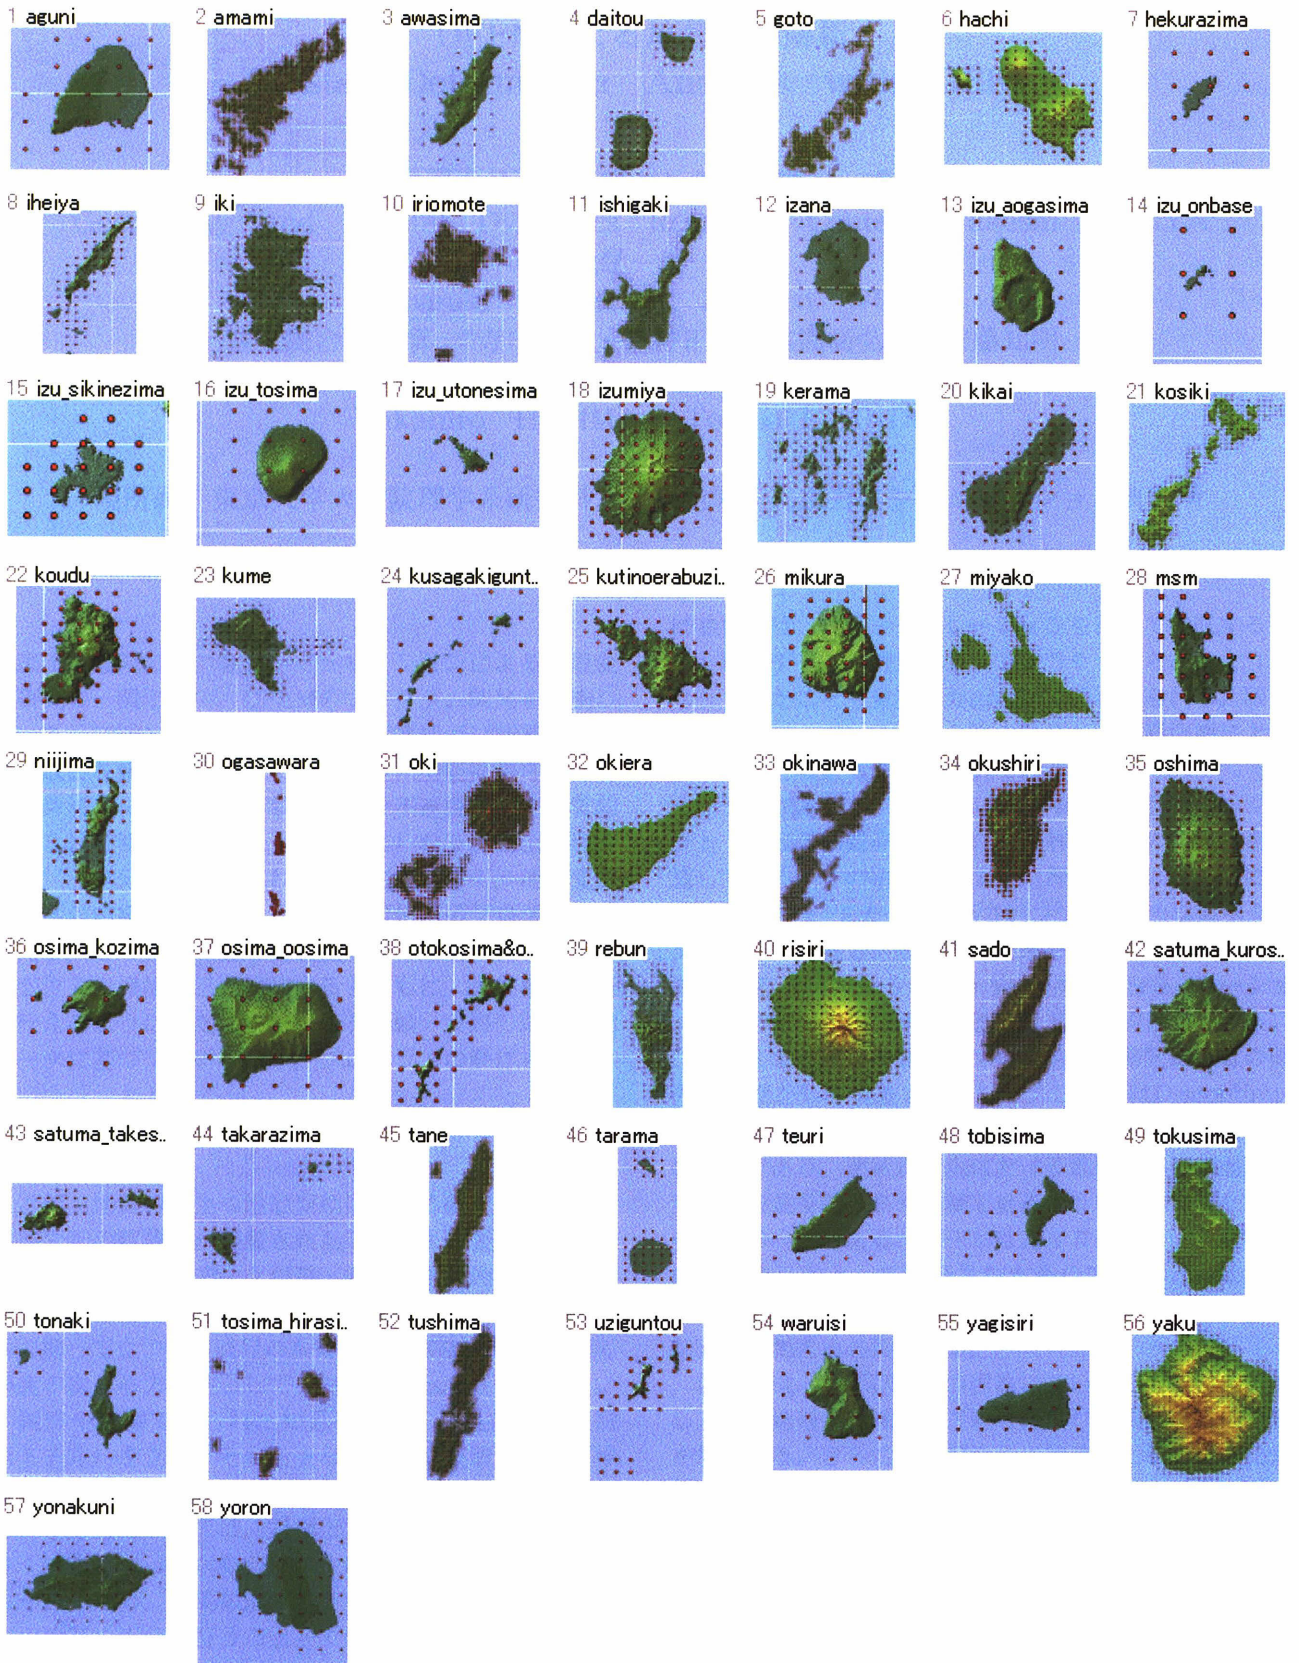 1 aguni
2 amami
3 awasima
4 daitou
5 goto
6 hachi
7 hekurazima
8 iheiya
9 iki
10 iriomote
11 ishigaki
12 izana
13 izu_aogasima
14 izu_onbase
15 izu_sikinezima
16 izu_tosima
17 izu_utonesima
18 izumiya
19 kerama
20 kikai
21 kosiki
22 koudu
23 kume
24 kusagakigunt..
25 kutinoerabuzi..
26 mikura
27 miyako
28 msm
29 niijima
30 ogasawara
31 oki
32 okiera
33 okinawa
34 okushiri
35 oshima
36 osima_kozima
37 osima_oosima
38 otokosima&o..
39 rebun
40 risiri
41 sado
42 satuma_kuros..
43 satuma_takes..
44 takarazima
45 tane
46 tarama
47 teuri
48 tobisima
49 tokusima
50 tonaki
51 tosima_hirasi..
52 tushima
53 uziguntou
54 waruisi
55 yagisiri
56 yaku
57 yonakuni
58 yoron